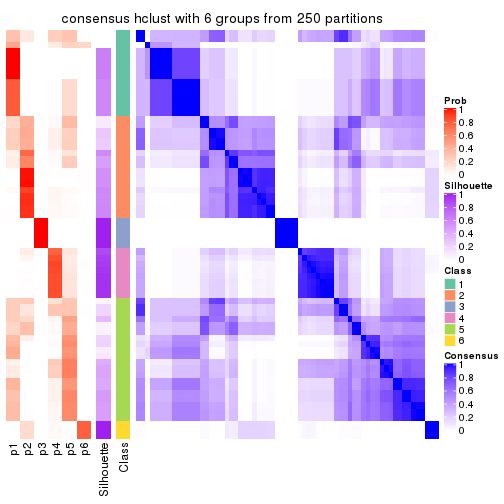 consensus hclust with 6 groups from 250 partitions
Prob
1
0.8
0.6
0.4
0.2
0
Silhouette
1
0.8
0.6
0.4
0.2
0
Class
1
2
3
4
5
6
Consensus
1
0.8
0.6
0.4
0.2
0
p1
p2
p3
p4
p5
p6
Silhouette
Class